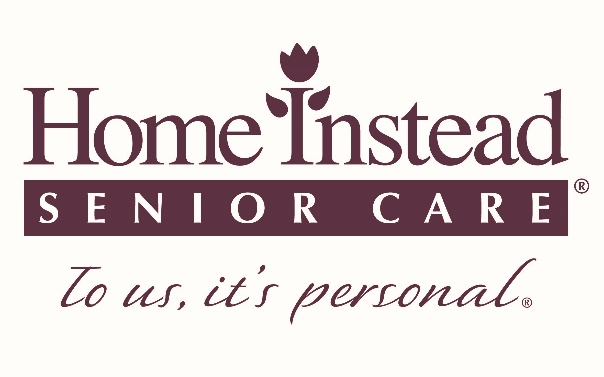 Home Instead
SENIOR CARE®
To us, it's personal.®